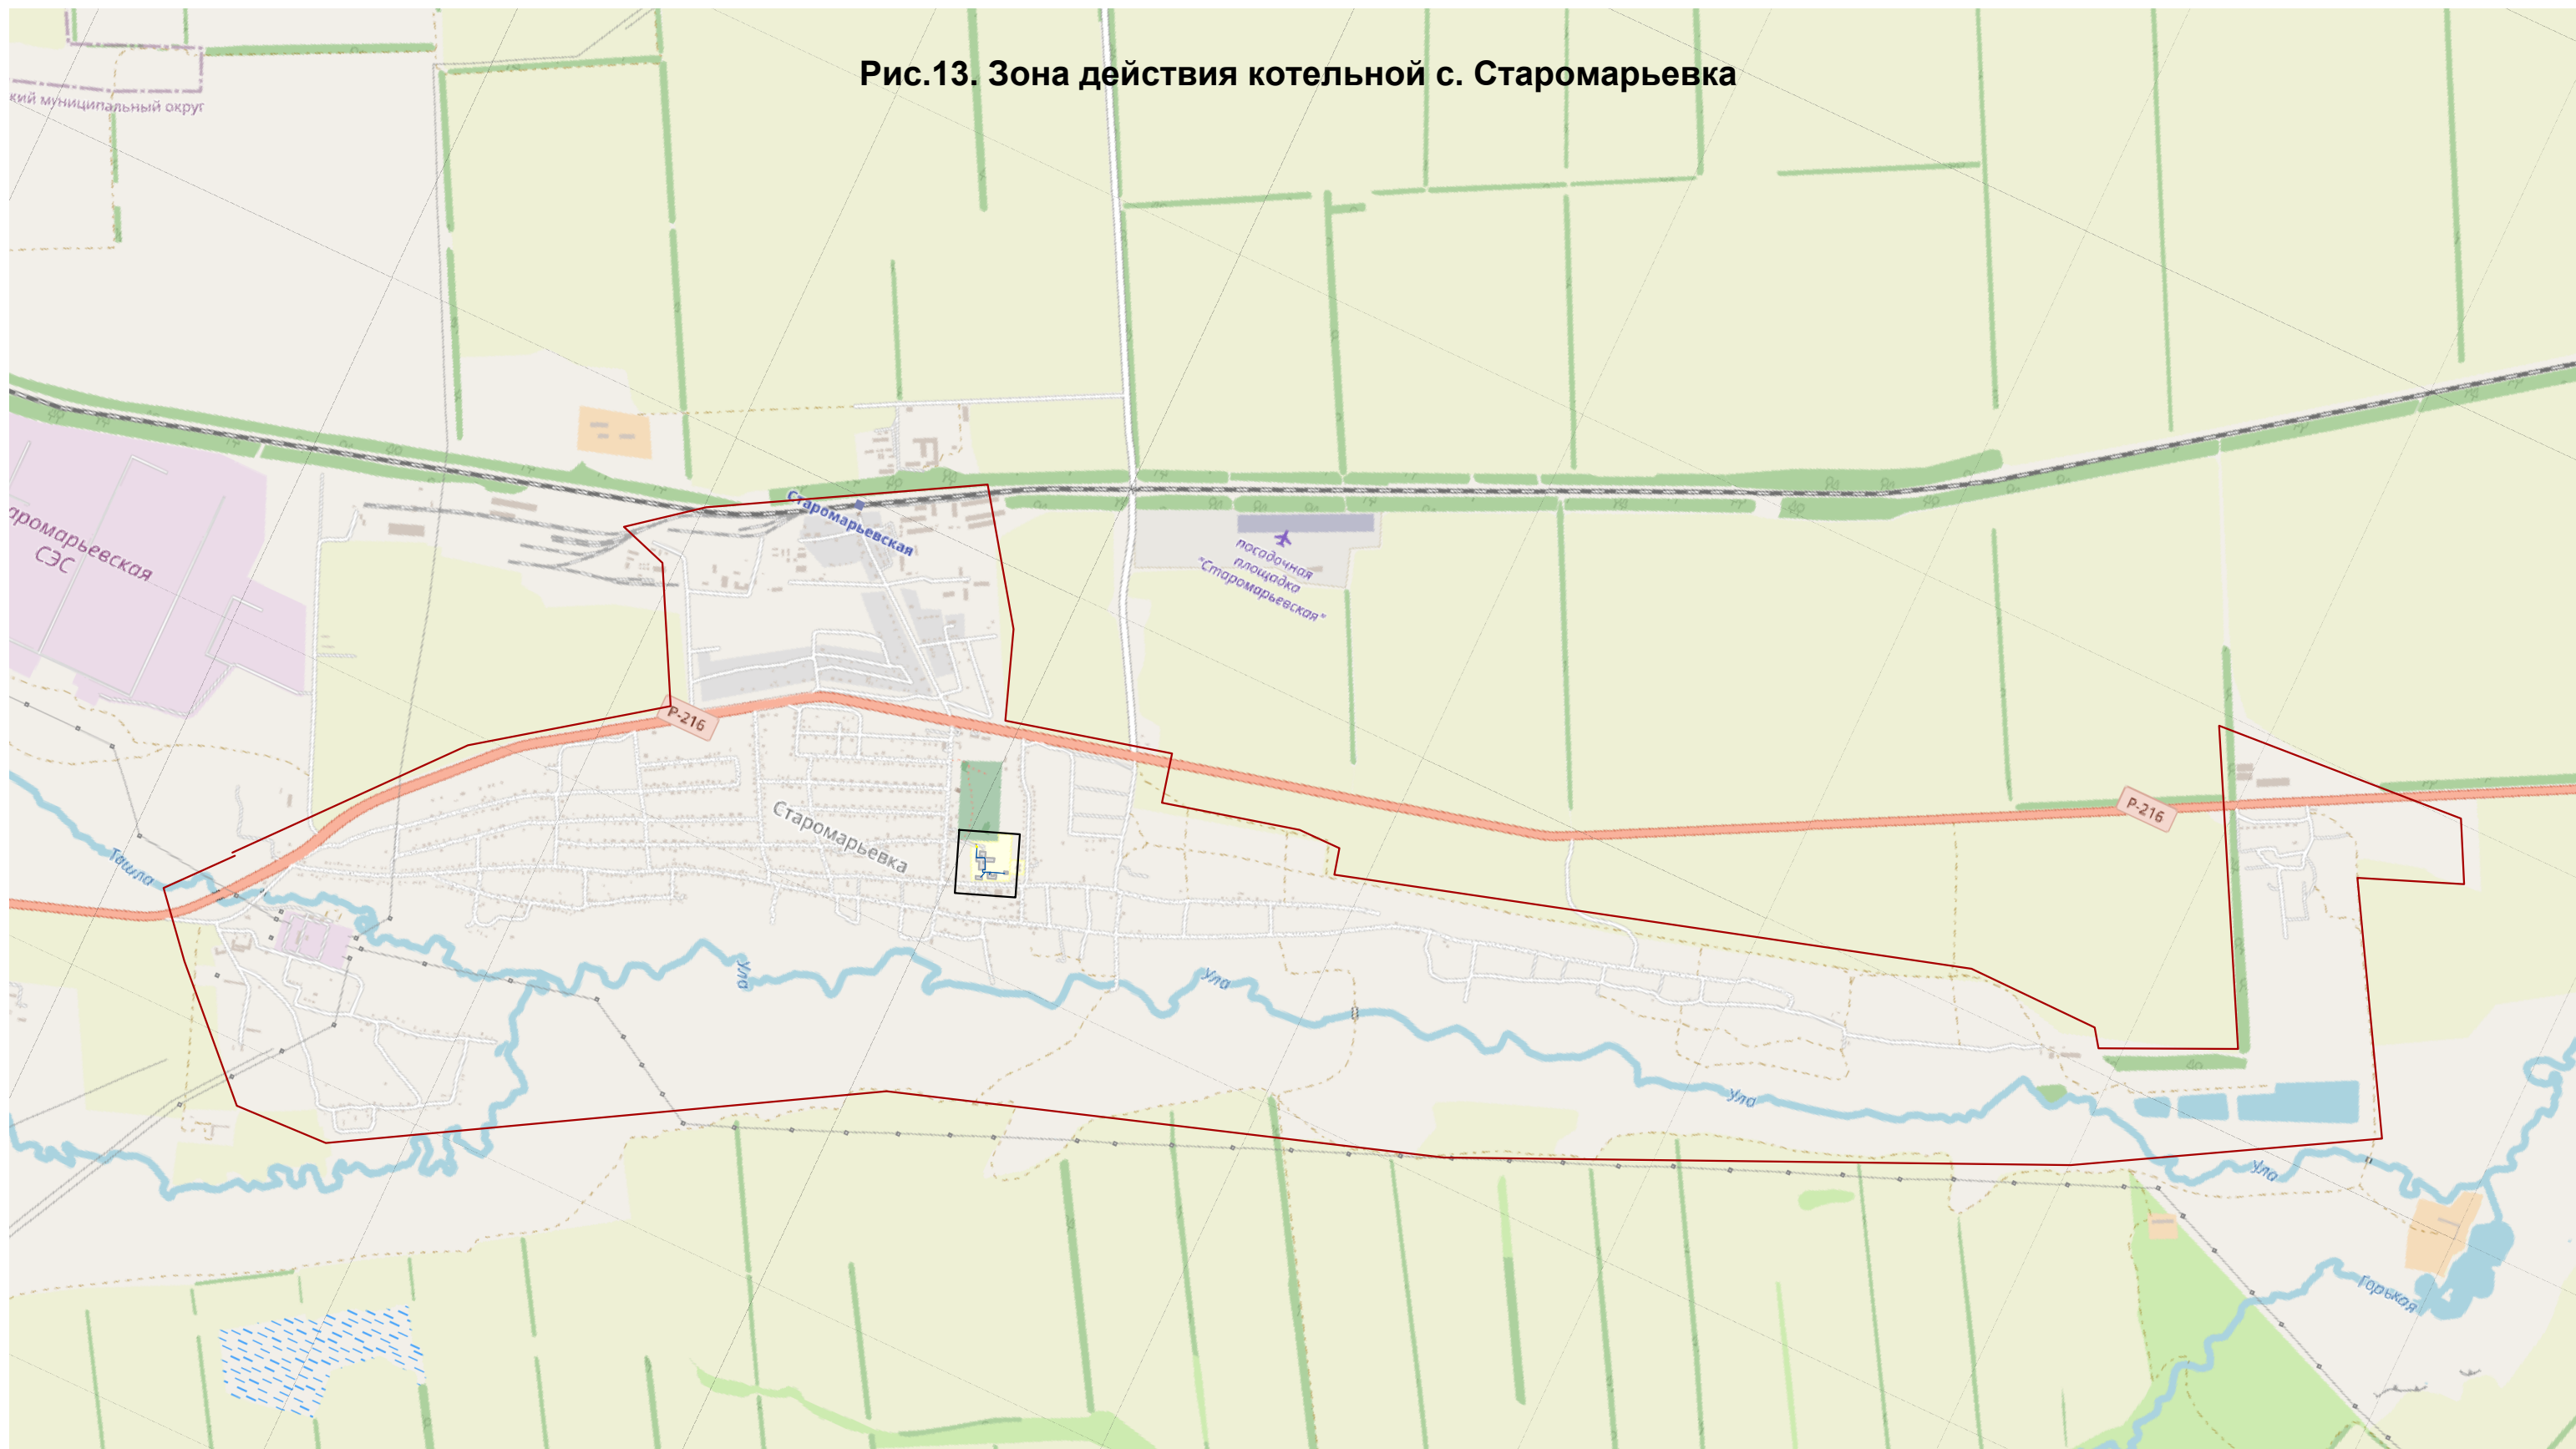 Рис.13. Зона действия котельной с. Старомарьевка
кий муниципальный округ
Старомарьевская
аромарьевская
СЭС
посадочная
площадка
"Старомарьевская"
Р-216
Р-216
Старомарьевка
Ташла
Ула
Ула
Ула
Ула
Горькая